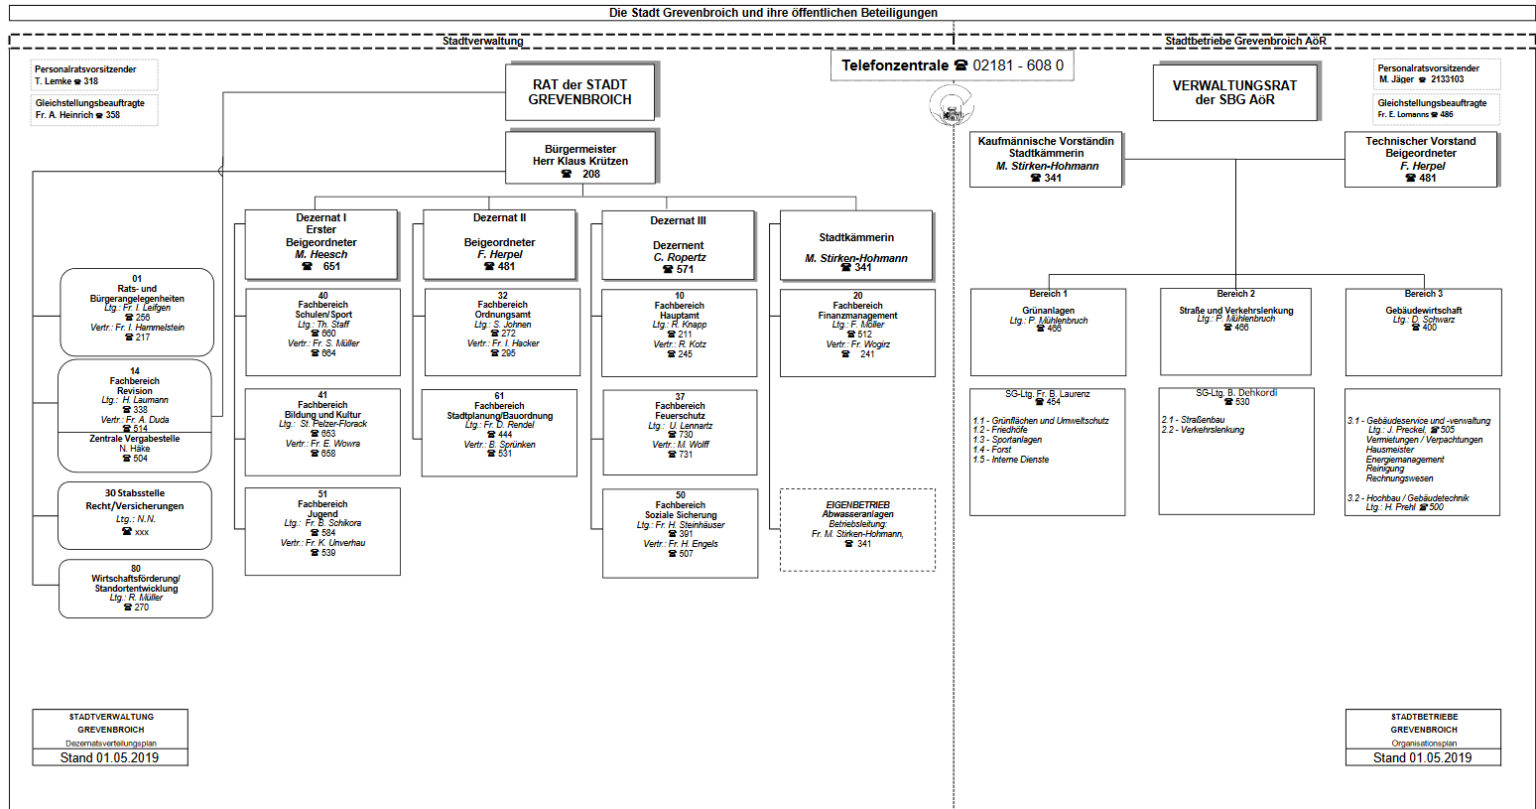 Die Stadt Grevenbroich und ihre öffentlichen Beteiligungen
Stadtverwaltung
Stadtbetriebe Grevenbroich AöR
Telefonzentrale ☎ 02181 - 608 0
Personalratsvorsitzender
T. Lemke ☎ 318
Gleichstellungsbeauftragte
Fr. A. Heinrich ☎ 358
RAT der STADT
GREVENBROICH
Bürgermeister
Herr Klaus Krützen
☎ 208
Dezernat I
Erster
Beigeordneter
M. Heesch
☎ 651
Dezernat II
Beigeordneter
F. Herpel
☎ 481
Dezernat III
Dezernent
C. Ropertz
☎ 571
Stadtkämmerin
M. Stirken-Hohmann
☎ 341
01
Rats- und
Bürgerangelegenheiten
Ltg.: Fr. I. Leifgen
☎ 256
Vertr.: Fr. I. Hammelstein
☎ 217
14
Fachbereich
Revision
Ltg.: H. Laumann
☎ 338
Vertr.: Fr. A. Duda
☎ 514
Zentrale Vergabestelle
N. Häke
☎ 504
30 Stabsstelle
Recht/Versicherungen
Ltg.: N.N.
☎ xxx
80
Wirtschaftsförderung/
Standortentwicklung
Ltg.: R. Müller
☎ 270
40
Fachbereich
Schulen/Sport
Ltg.: Th. Staff
☎ 660
Vertr.: Fr. S. Müller
☎ 664
41
Fachbereich
Bildung und Kultur
Ltg.: St. Pelzer-Florack
☎ 653
Vertr.: Fr. E. Wowra
☎ 658
51
Fachbereich
Jugend
Ltg.: Fr. B. Schikora
☎ 584
Vertr.: Fr. K. Unverhau
☎ 539
32
Fachbereich
Ordnungsamt
Ltg.: S. Johnen
☎ 272
Vertr.: Fr. I. Hacker
☎ 295
61
Fachbereich
Stadtplanung/Bauordnung
Ltg.: Fr. D. Rendel
☎ 444
Vertr.: B. Sprünken
☎ 531
10
Fachbereich
Hauptamt
Ltg.: R. Knapp
☎ 211
Vertr.: R. Kotz
☎ 245
37
Fachbereich
Feuerschutz
Ltg.: U. Lennartz
☎ 730
Vertr.: M. Wolff
☎ 731
50
Fachbereich
Soziale Sicherung
Ltg.: Fr. H. Steinhäuser
☎ 391
Vertr.: Fr. H. Engels
☎ 507
20
Fachbereich
Finanzmanagement
Ltg.: F. Möller
☎ 512
Vertr.: Fr. Wogirz
☎ 241
EIGENBETRIEB
Abwasseranlagen
Betriebsleitung:
Fr. M. Stirken-Hohmann,
☎ 341
STADTVERWALTUNG
GREVENBROICH
Dezernatsverteilungsplan
Stand 01.05.2019
VERWALTUNGSRAT
der SBG AöR
Personalratsvorsitzender
M. Jäger ☎ 2133103
Gleichstellungsbeauftragte
Fr. E. Lomanns ☎ 486
Kaufmännische Vorständin
Stadtkämmerin
M. Stirken-Hohmann
☎ 341
Technischer Vorstand
Beigeordneter
F. Herpel
☎ 481
Bereich 1
Grünanlagen
Ltg.: P. Mühlenbruch
☎ 466
Bereich 2
Straße und Verkehrslenkung
Ltg.: P. Mühlenbruch
☎ 466
Bereich 3
Gebäudewirtschaft
Ltg.: D. Schwarz
☎ 400
SG-Ltg. Fr. B. Laurenz
☎ 454
1.1 - Grünflächen und Umweltschutz
1.2 - Friedhöfe
1.3 - Sportanlagen
1.4 - Forst
1.5 - Interne Dienste
SG-Ltg. B. Dehkordi
☎ 530
2.1 - Straßenbau
2.2 - Verkehrslenkung
3.1 - Gebäudeservice und -verwaltung
Ltg.: J. Preckel, ☎ 505
Vermietungen / Verpachtungen
Hausmeister
Energiemanagement
Reinigung
Rechnungswesen
3.2 - Hochbau / Gebäudetechnik
Ltg.: H. Prehl ☎ 500
STADTBETRIEBE
GREVENBROICH
Organisationsplan
Stand 01.05.2019